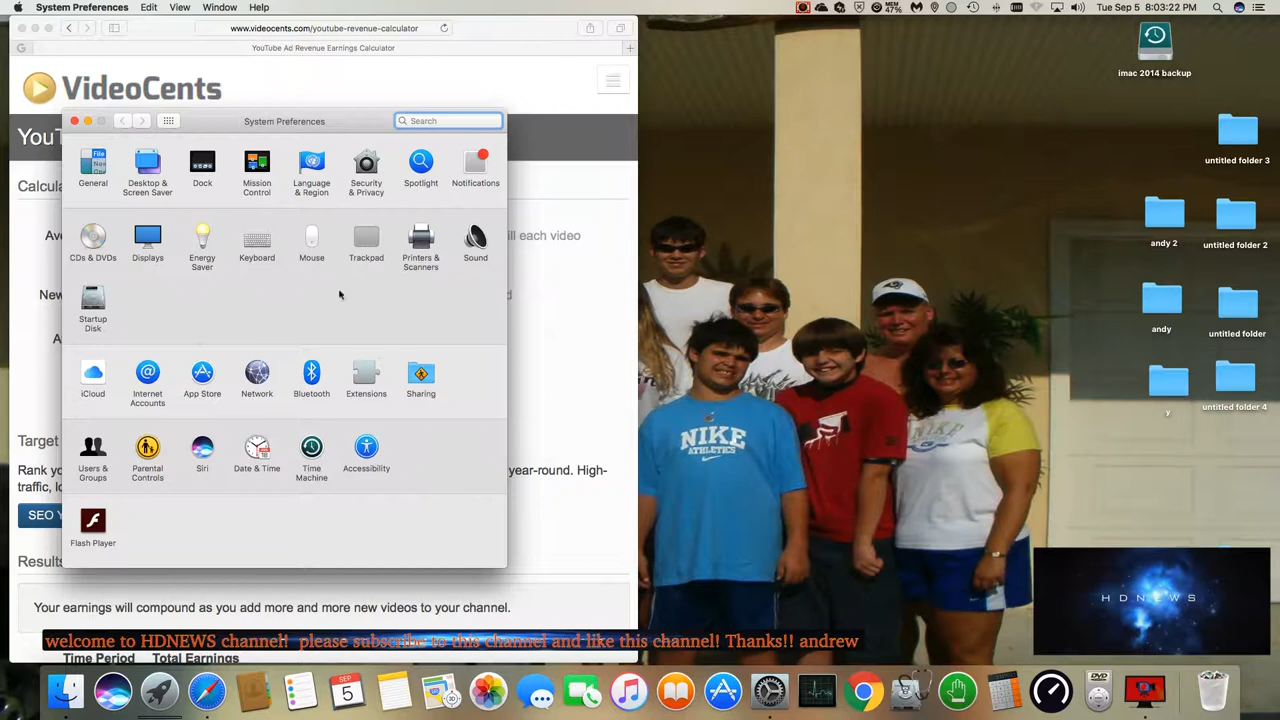 System Preferences Edit View Window Help
MEM 47%
Tue Sep 5 8:03:22 PM
www.videocents.com/youtube-revenue-calculator
YouTube Ad Revenue Earnings Calculator
VideoCents
imac 2014 backup
System Preferences
Search
General
Desktop & Screen Saver
Dock
Mission Control
Language & Region
Security & Privacy
Spotlight
Notifications
untitled folder 3
CDs & DVDs
Displays
Energy Saver
Keyboard
Mouse
Trackpad
Printers & Scanners
Sound
ill each video
andy 2
untitled folder 2
Startup Disk
andy
untitled folder
iCloud
Internet Accounts
App Store
Network
Bluetooth
Extensions
Sharing
y
untitled folder 4
Users & Groups
Parental Controls
Siri
Date & Time
Time Machine
Accessibility
Target
Rank yo
year-round. High-
traffic, lo
SEO Y
Flash Player
Results
NIKE
ATHLETICS
HDNEWS
Your earnings will compound as you add more and more new videos to your channel.
welcome to HDNEWS channel! please subscribe to this channel and like this channel! Thanks!! andrew
Time Period Total Earnings
SEP
5